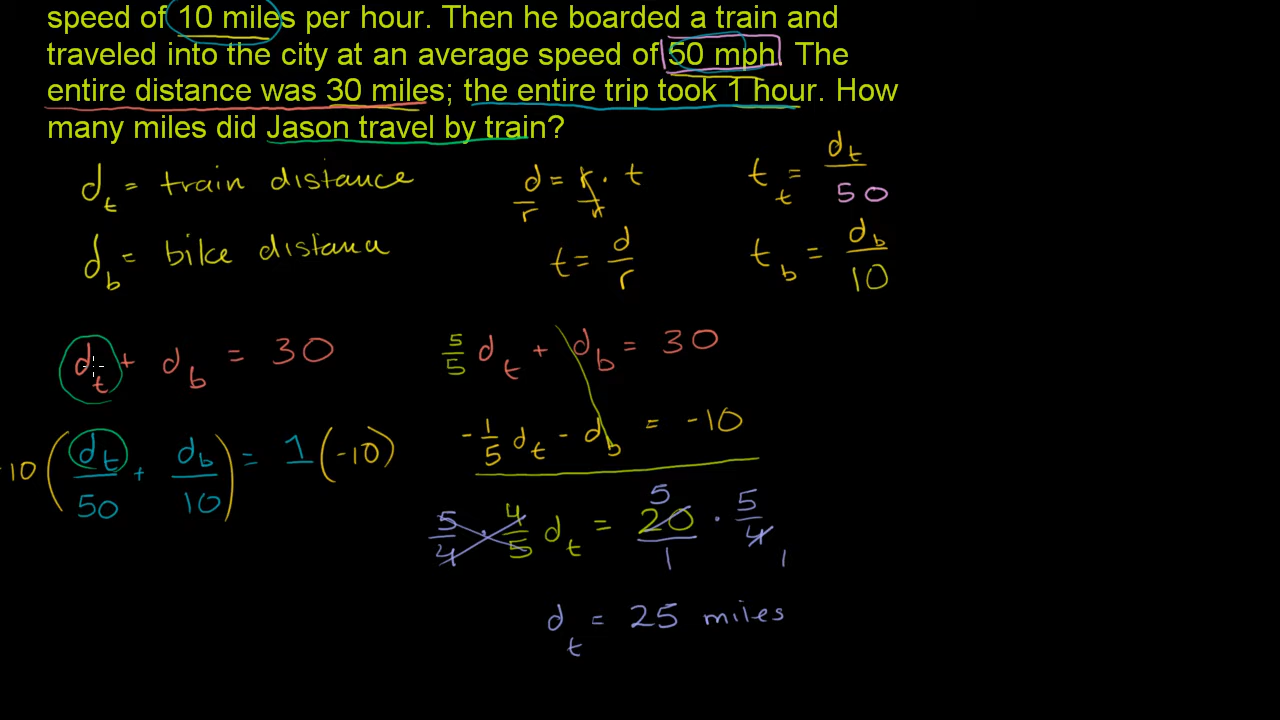 speed of 10 miles per hour. Then he boarded a train and
traveled into the city at an average speed of 50 mph. The
entire distance was 30 miles; the entire trip took 1 hour. How
many miles did Jason travel by train?
d_t = train distance
d_b = bike distance
d/r = r/r · t
t = d/r
t_t = d_t/50
t_b = d_b/10
d_t + d_b = 30
-10 (d_t/50 + d_b/10) = 1 (-10)
5/5 d_t + d_b = 30
-1/5 d_t - d_b = -10
5/4 · 4/5 d_t = 20/1 · 5/4
5
1
d_t = 25 miles